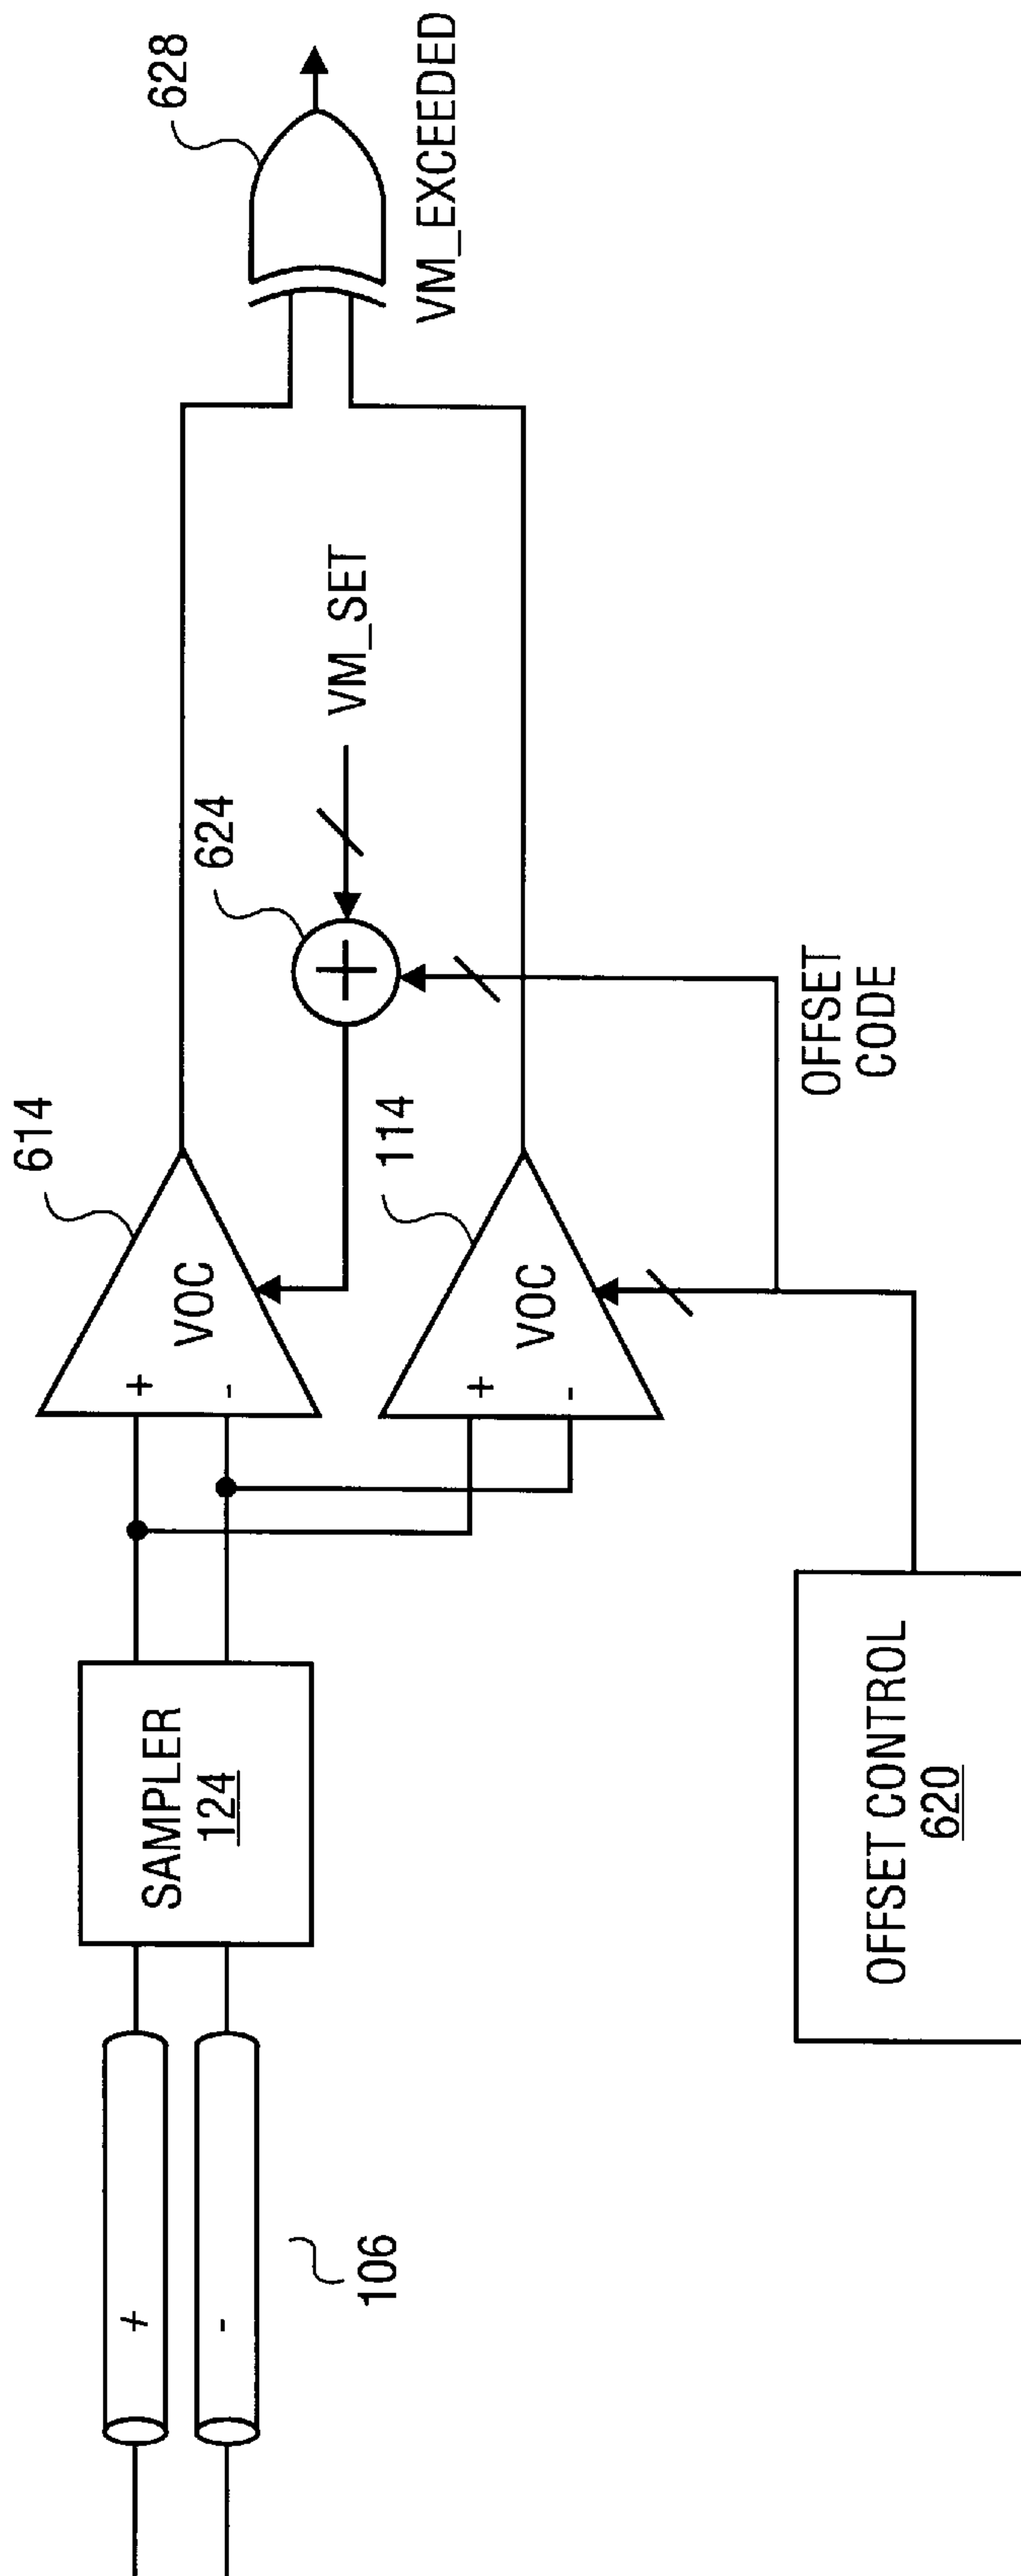 628
VM_EXCEEDED
VM_SET
624
614
114
VOC
+
-
VOC
+
-
OFFSET
CODE
SAMPLER
124
OFFSET CONTROL
620
+
-
106